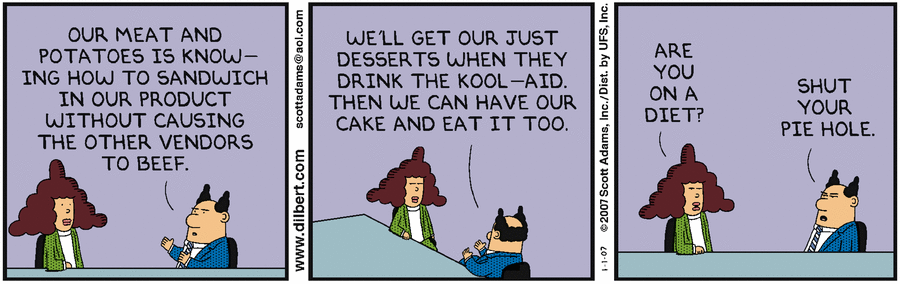 OUR MEAT AND
POTATOES IS KNOW-
ING HOW TO SANDWICH
IN OUR PRODUCT
WITHOUT CAUSING
THE OTHER VENDORS
TO BEEF.
www.dilbert.com
scottadams@aol.com
WE'LL GET OUR JUST
DESSERTS WHEN THEY
DRINK THE KOOL-AID.
THEN WE CAN HAVE OUR
CAKE AND EAT IT TOO.
1-1-07 © 2007 Scott Adams, Inc./Dist. by UFS, Inc.
ARE
YOU
ON A
DIET?
SHUT
YOUR
PIE HOLE.